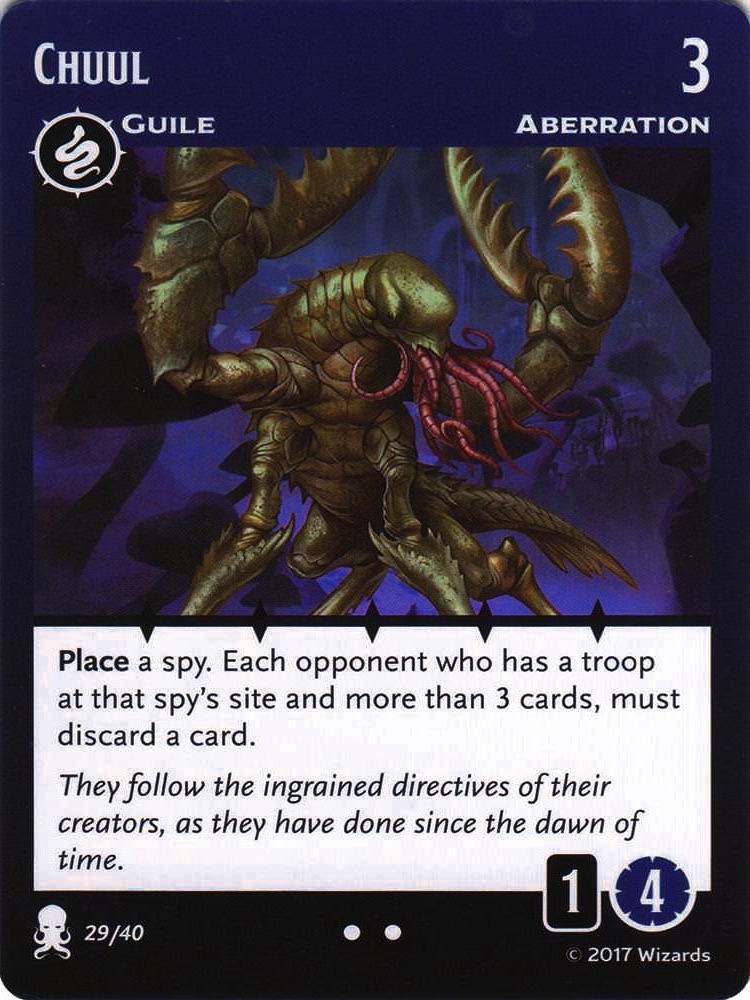 CHUUL 3
GUILE ABERRATION
Place a spy. Each opponent who has a troop
at that spy's site and more than 3 cards, must
discard a card.
They follow the ingrained directives of their
creators, as they have done since the dawn of
time.
1 4
29/40
© 2017 Wizards